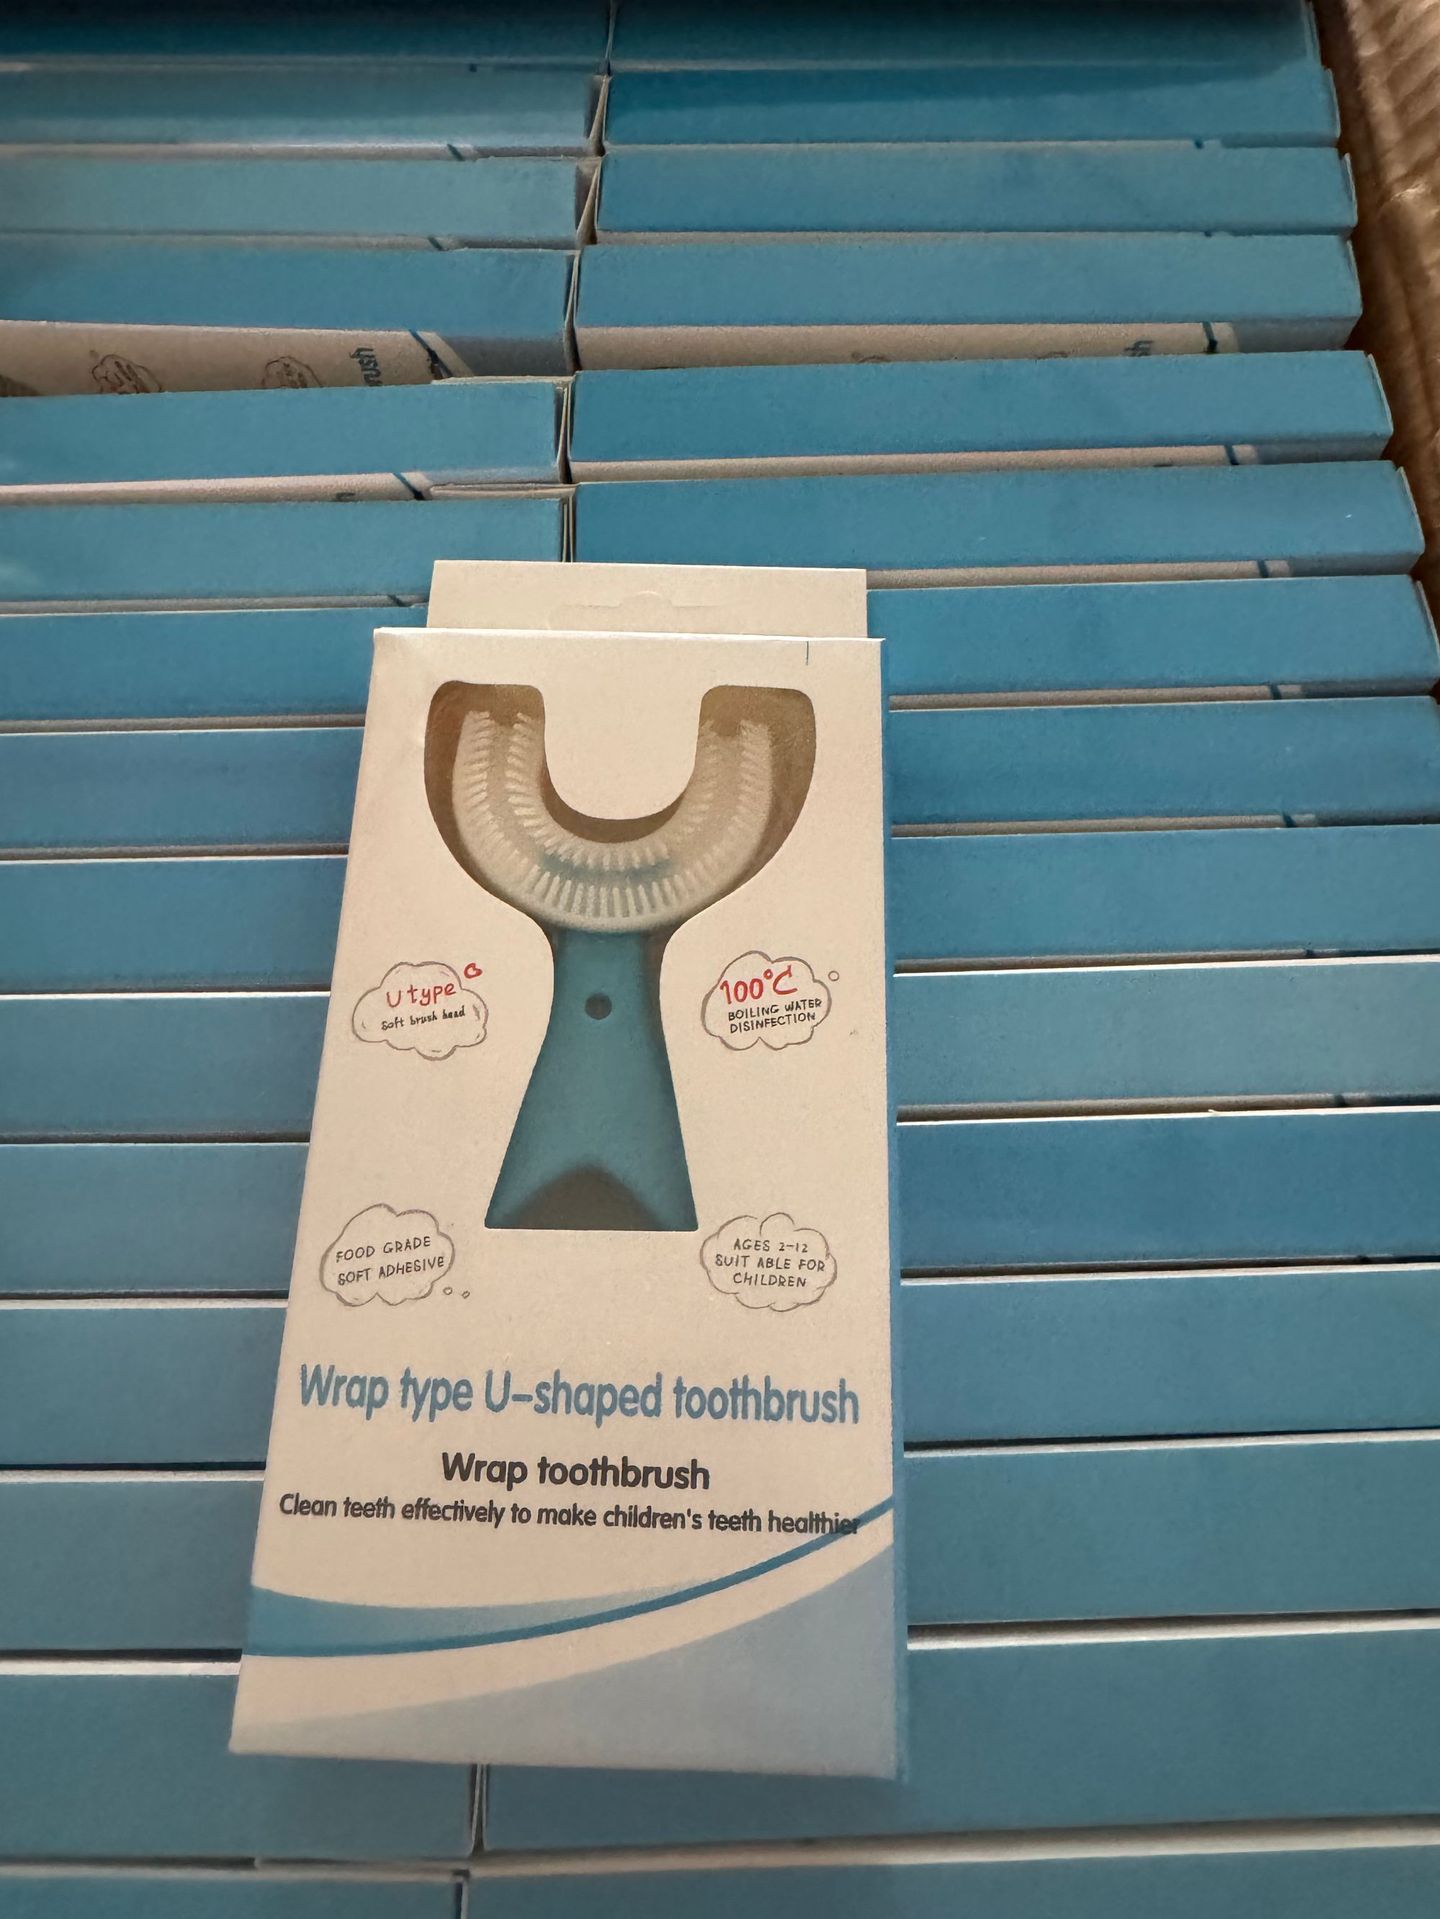 rush
U type
Soft brush head
100°C
BOILING WATER
DISINFECTION
FOOD GRADE
SOFT ADHESIVE
AGES 2-12
SUIT ABLE FOR
CHILDREN
Wrap type U-shaped toothbrush
Wrap toothbrush
Clean teeth effectively to make children's teeth healthier